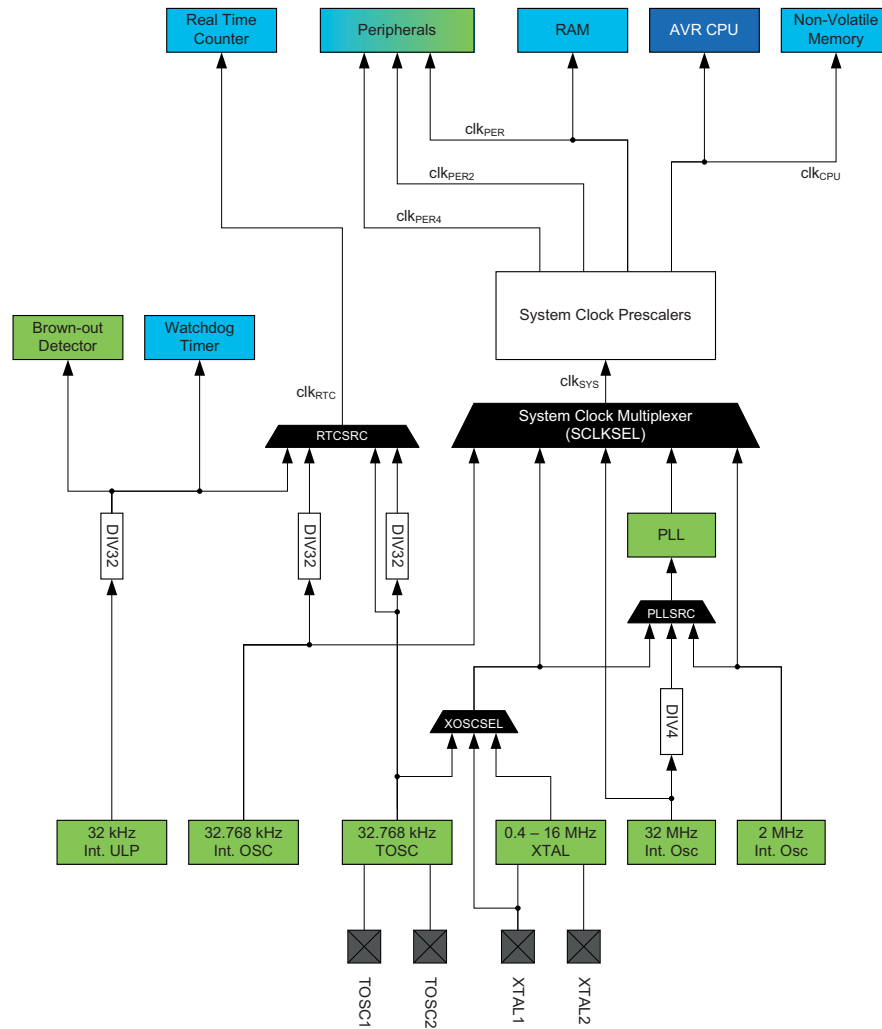 Real Time
Counter
Peripherals
RAM
AVR CPU
Non-Volatile
Memory
clkPER
clkPER2
clkCPU
clkPER4
System Clock Prescalers
Brown-out
Detector
Watchdog
Timer
clkRTC
clkSYS
RTCSRC
System Clock Multiplexer
(SCLKSEL)
DIV32
DIV32
DIV32
PLL
PLLSRC
XOSCSEL
DIV4
32 kHz
Int. ULP
32.768 kHz
Int. OSC
32.768 kHz
TOSC
0.4 – 16 MHz
XTAL
32 MHz
Int. Osc
2 MHz
Int. Osc
TOSC1
TOSC2
XTAL1
XTAL2